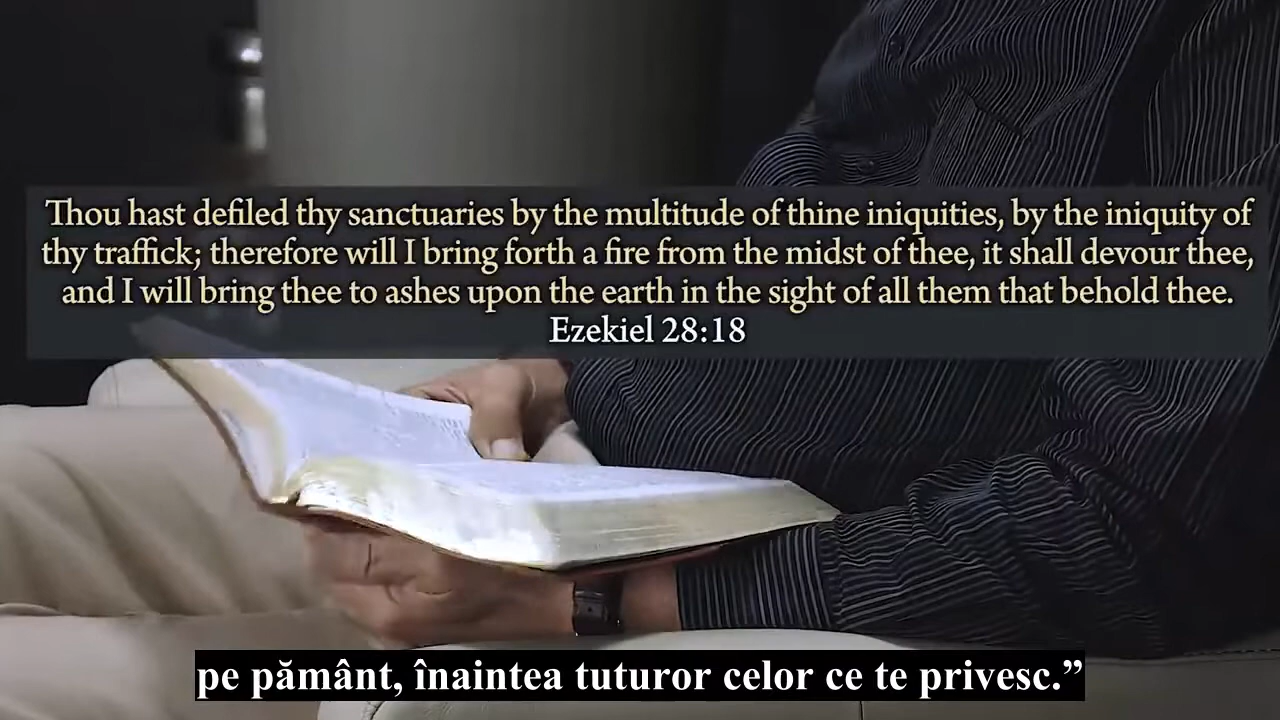 Thou hast defiled thy sanctuaries by the multitude of thine iniquities, by the iniquity of
thy traffick; therefore will I bring forth a fire from the midst of thee, it shall devour thee,
and I will bring thee to ashes upon the earth in the sight of all them that behold thee.
Ezekiel 28:18
pe pământ, înaintea tuturor celor ce te privesc.”